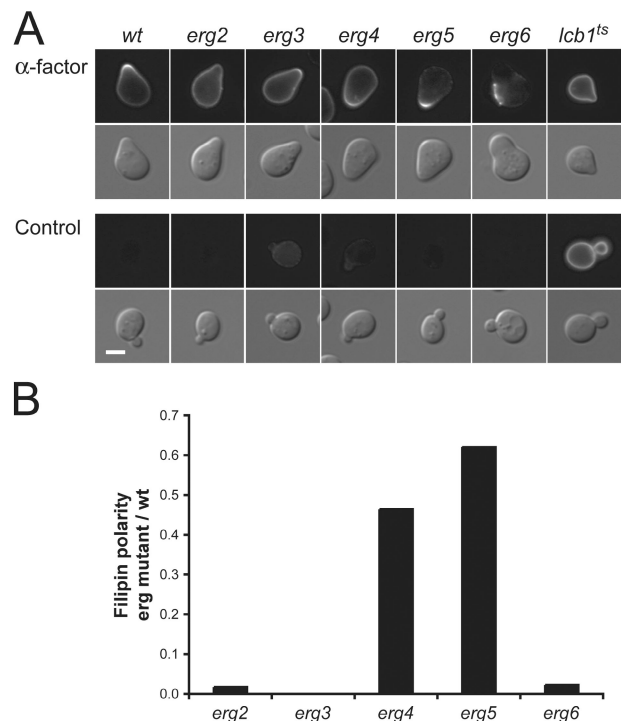 A
wt erg2 erg3 erg4 erg5 erg6 lcb1ts
α-factor
Control
B
Filipin polarity
erg mutant / wt
0.7
0.6
0.5
0.4
0.3
0.2
0.1
0.0
erg2 erg3 erg4 erg5 erg6